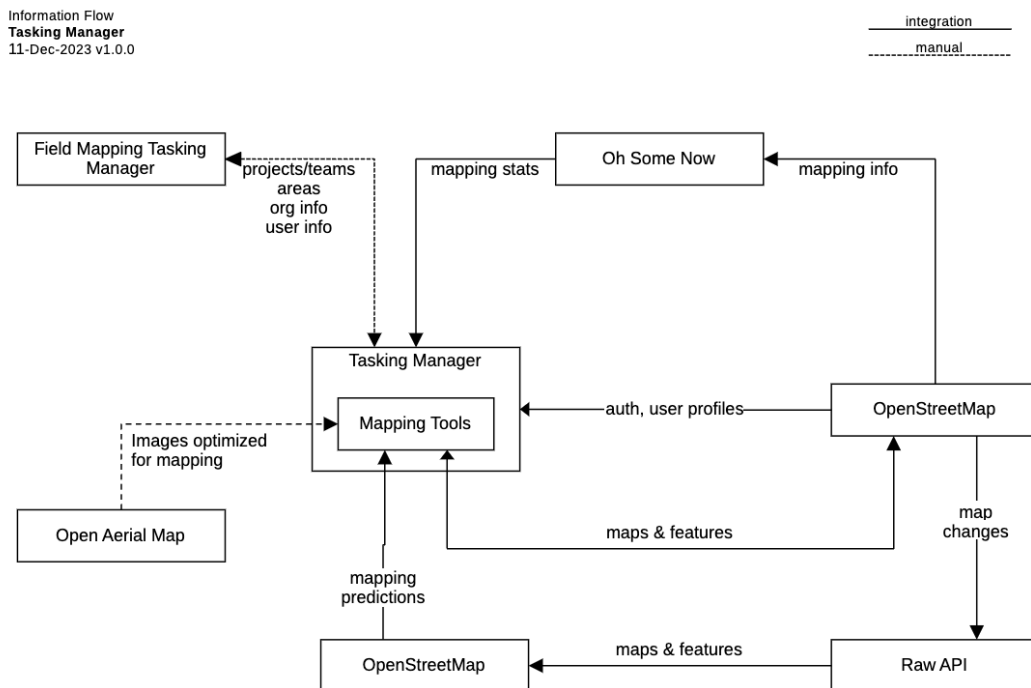 Information Flow
Tasking Manager
11-Dec-2023 v1.0.0
integration
manual
Field Mapping Tasking
Manager
projects/teams
areas
org info
user info
mapping stats
Oh Some Now
mapping info
Tasking Manager
Mapping Tools
auth, user profiles
OpenStreetMap
Images optimized
for mapping
Open Aerial Map
maps & features
map
changes
mapping
predictions
OpenStreetMap
maps & features
Raw API